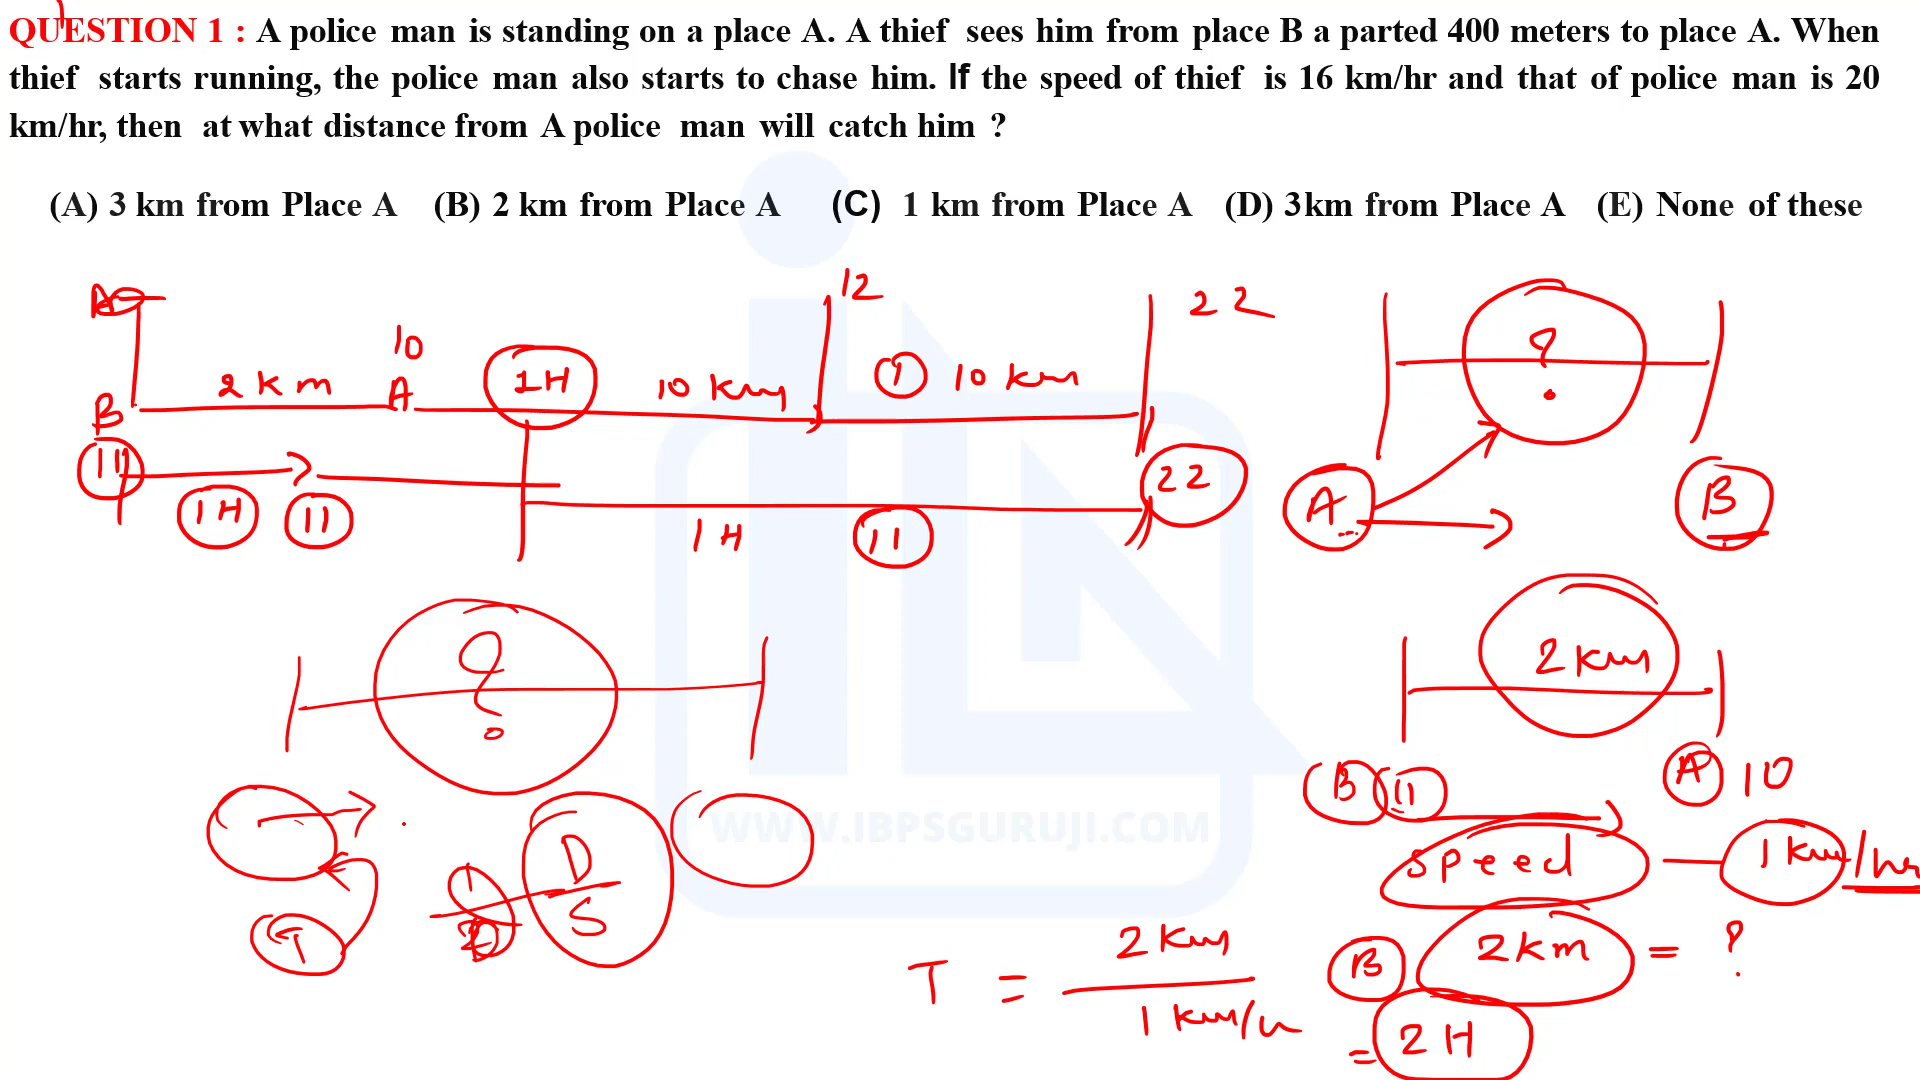 QUESTION 1 : A police man is standing on a place A. A thief sees him from place B a parted 400 meters to place A. When
thief starts running, the police man also starts to chase him. If the speed of thief is 16 km/hr and that of police man is 20
km/hr, then at what distance from A police man will catch him ?
(A) 3 km from Place A (B) 2 km from Place A (C) 1 km from Place A (D) 3km from Place A (E) None of these
A 12 22
10 ?
2 km A 1H 10 km 1 10 km
B
11 22 A B
1H 11 1H 11
? 2 km
B 11 A 10
D speed 1 km/hr
S
T = 2 km B 2 km = ?
1 km/h
= 2 H
WWW.IBPSGURUJI.COM